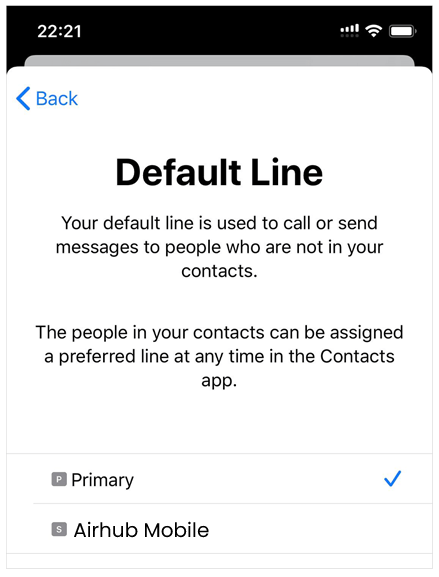 22:21
Back
Default Line
Your default line is used to call or send
messages to people who are not in your
contacts.
The people in your contacts can be assigned
a preferred line at any time in the Contacts
app.
P Primary
S Airhub Mobile